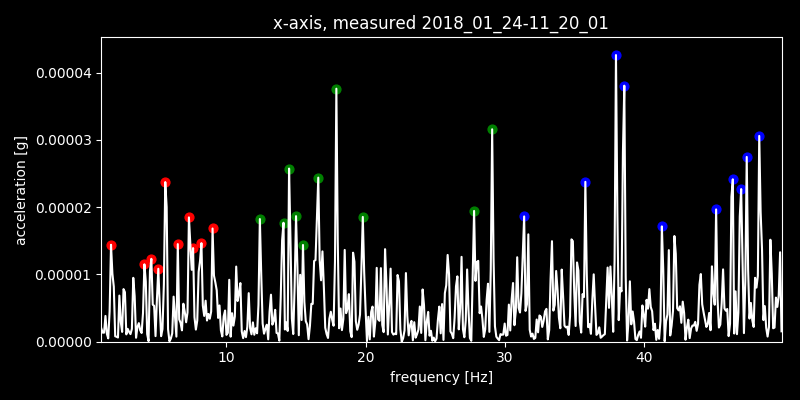 x-axis, measured 2018_01_24-11_20_01
acceleration [g]
0.00004
0.00003
0.00002
0.00001
0.00000
10 20 30 40
frequency [Hz]